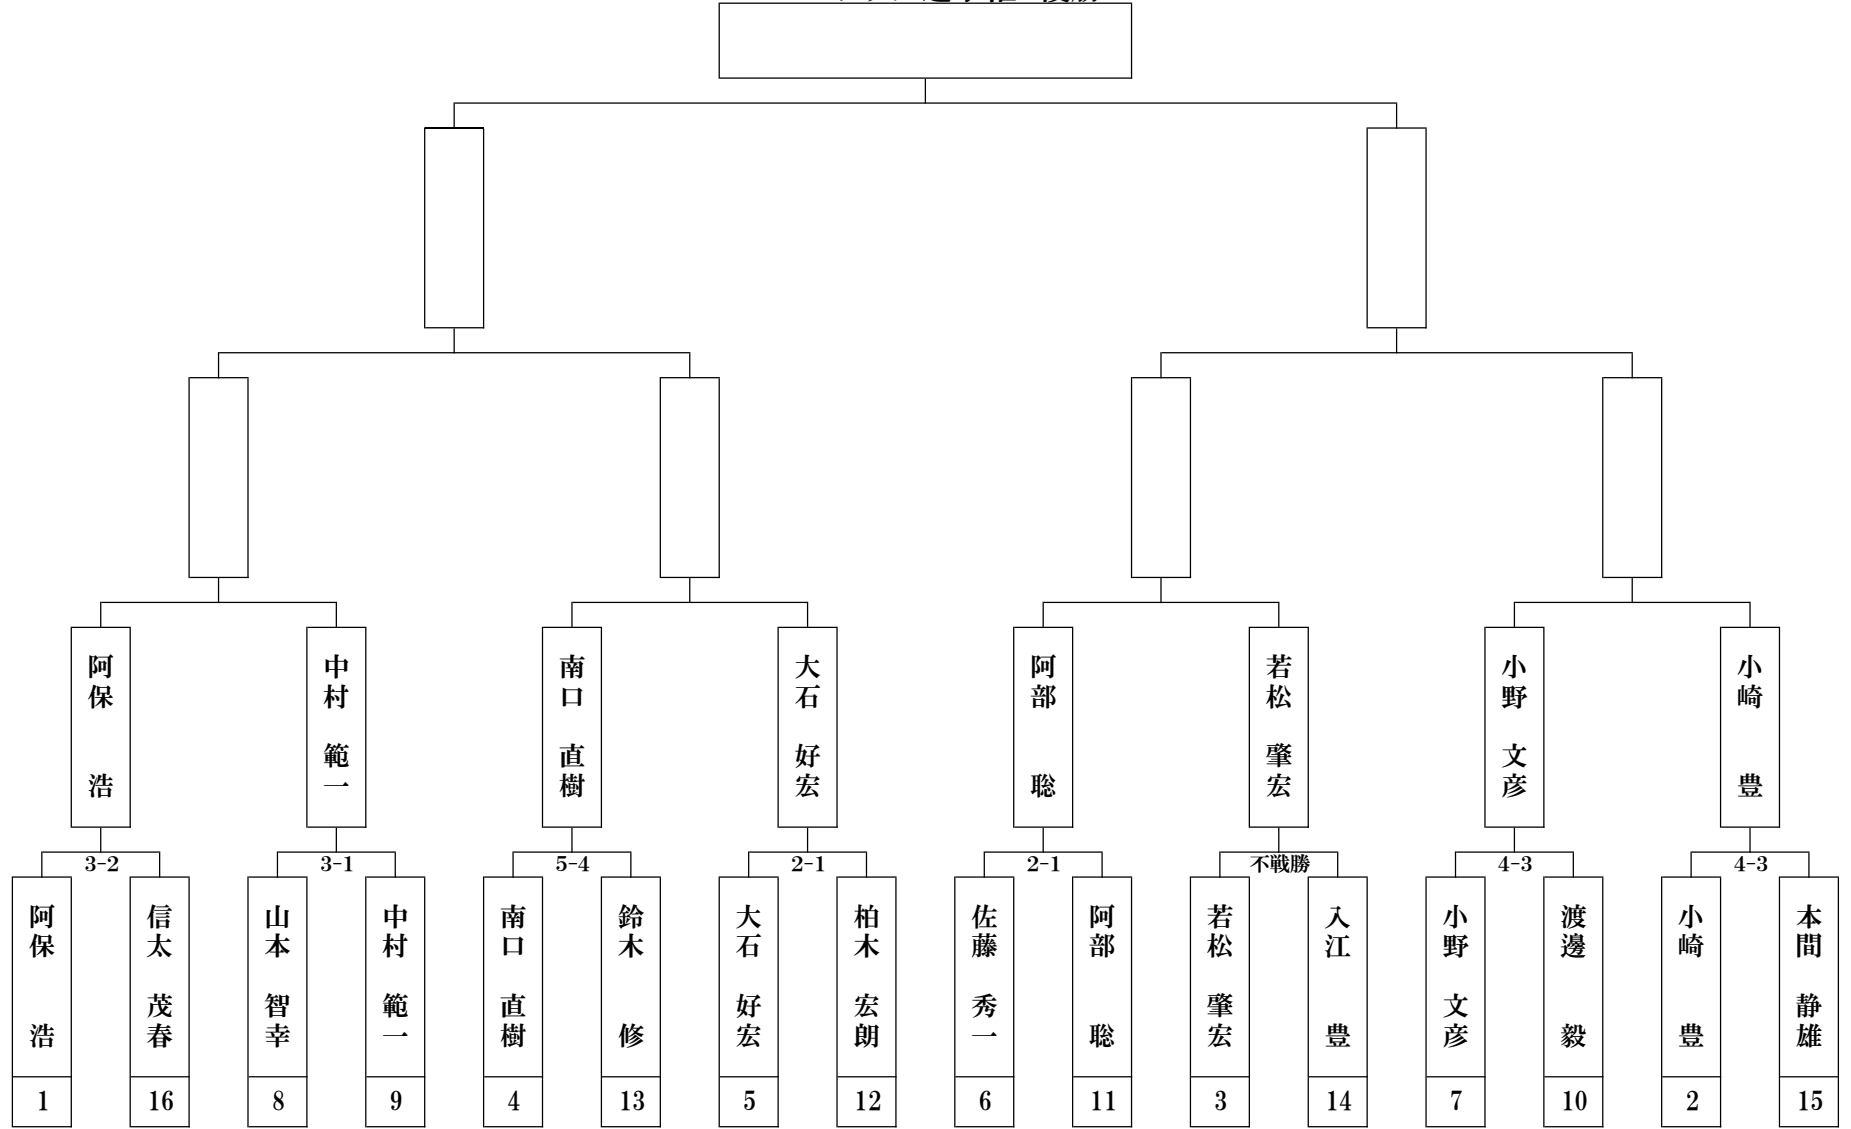 阿保 浩
中村 範一
南口 直樹
大石 好宏
阿部 聡
若松 肇宏
小野 文彦
小崎 豊
3-2
3-1
5-4
2-1
2-1
不戦勝
4-3
4-3
阿保 浩
信太 茂春
山本 智幸
中村 範一
南口 直樹
鈴木 修
大石 好宏
柏木 宏朗
佐藤 秀一
阿部 聡
若松 肇宏
入江 豊
小野 文彦
渡邊 毅
小崎 豊
本間 静雄
1
16
8
9
4
13
5
12
6
11
3
14
7
10
2
15